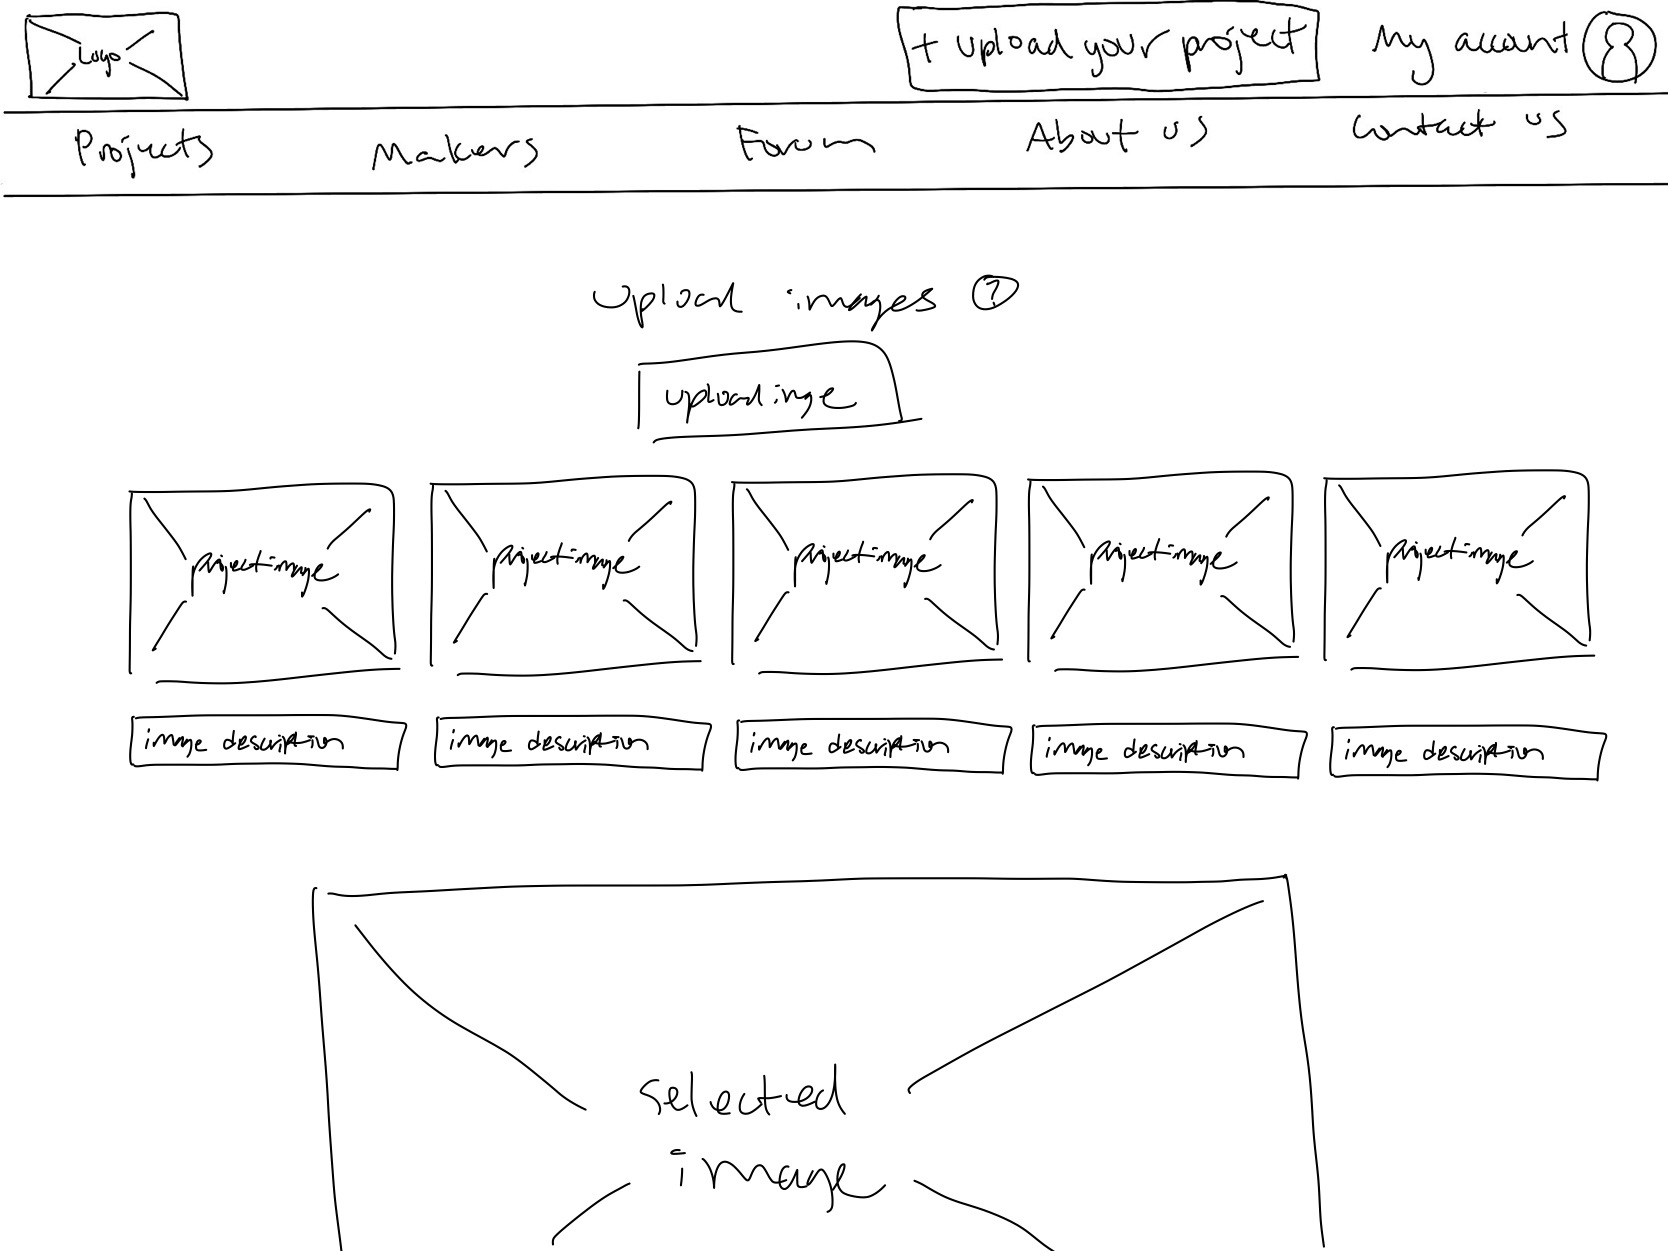 Logo
+ upload your project
My account
Projects
Makers
Forum
About us
Contact us
upload images ?
upload image
project image
project image
project image
project image
project image
image description
image description
image description
image description
image description
selected
image